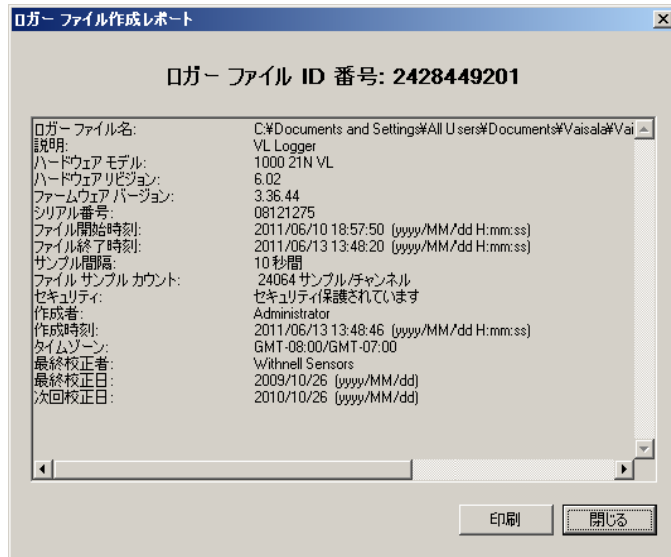 ロガー ファイル作成レポート
ロガー ファイル ID 番号: 2428449201
ロガー ファイル名: C:¥Documents and Settings¥All Users¥Documents¥Vaisala¥Vai
説明: VL Logger
ハードウェア モデル: 1000 21N VL
ハードウェア リビジョン: 6.02
ファームウェア バージョン: 3.36.44
シリアル番号: 08121275
ファイル開始時刻: 2011/06/10 18:57:50 (yyyy/MM/dd H:mm:ss)
ファイル終了時刻: 2011/06/13 13:48:20 (yyyy/MM/dd H:mm:ss)
サンプル間隔: 10 秒間
ファイル サンプル カウント: 24064 サンプル/チャンネル
セキュリティ: セキュリティ保護されています
作成者: Administrator
作成時刻: 2011/06/13 13:48:46 (yyyy/MM/dd H:mm:ss)
タイムゾーン: GMT-08:00/GMT-07:00
最終校正者: Withnell Sensors
最終校正日: 2009/10/26 (yyyy/MM/dd)
次回校正日: 2010/10/26 (yyyy/MM/dd)
印刷 閉じる